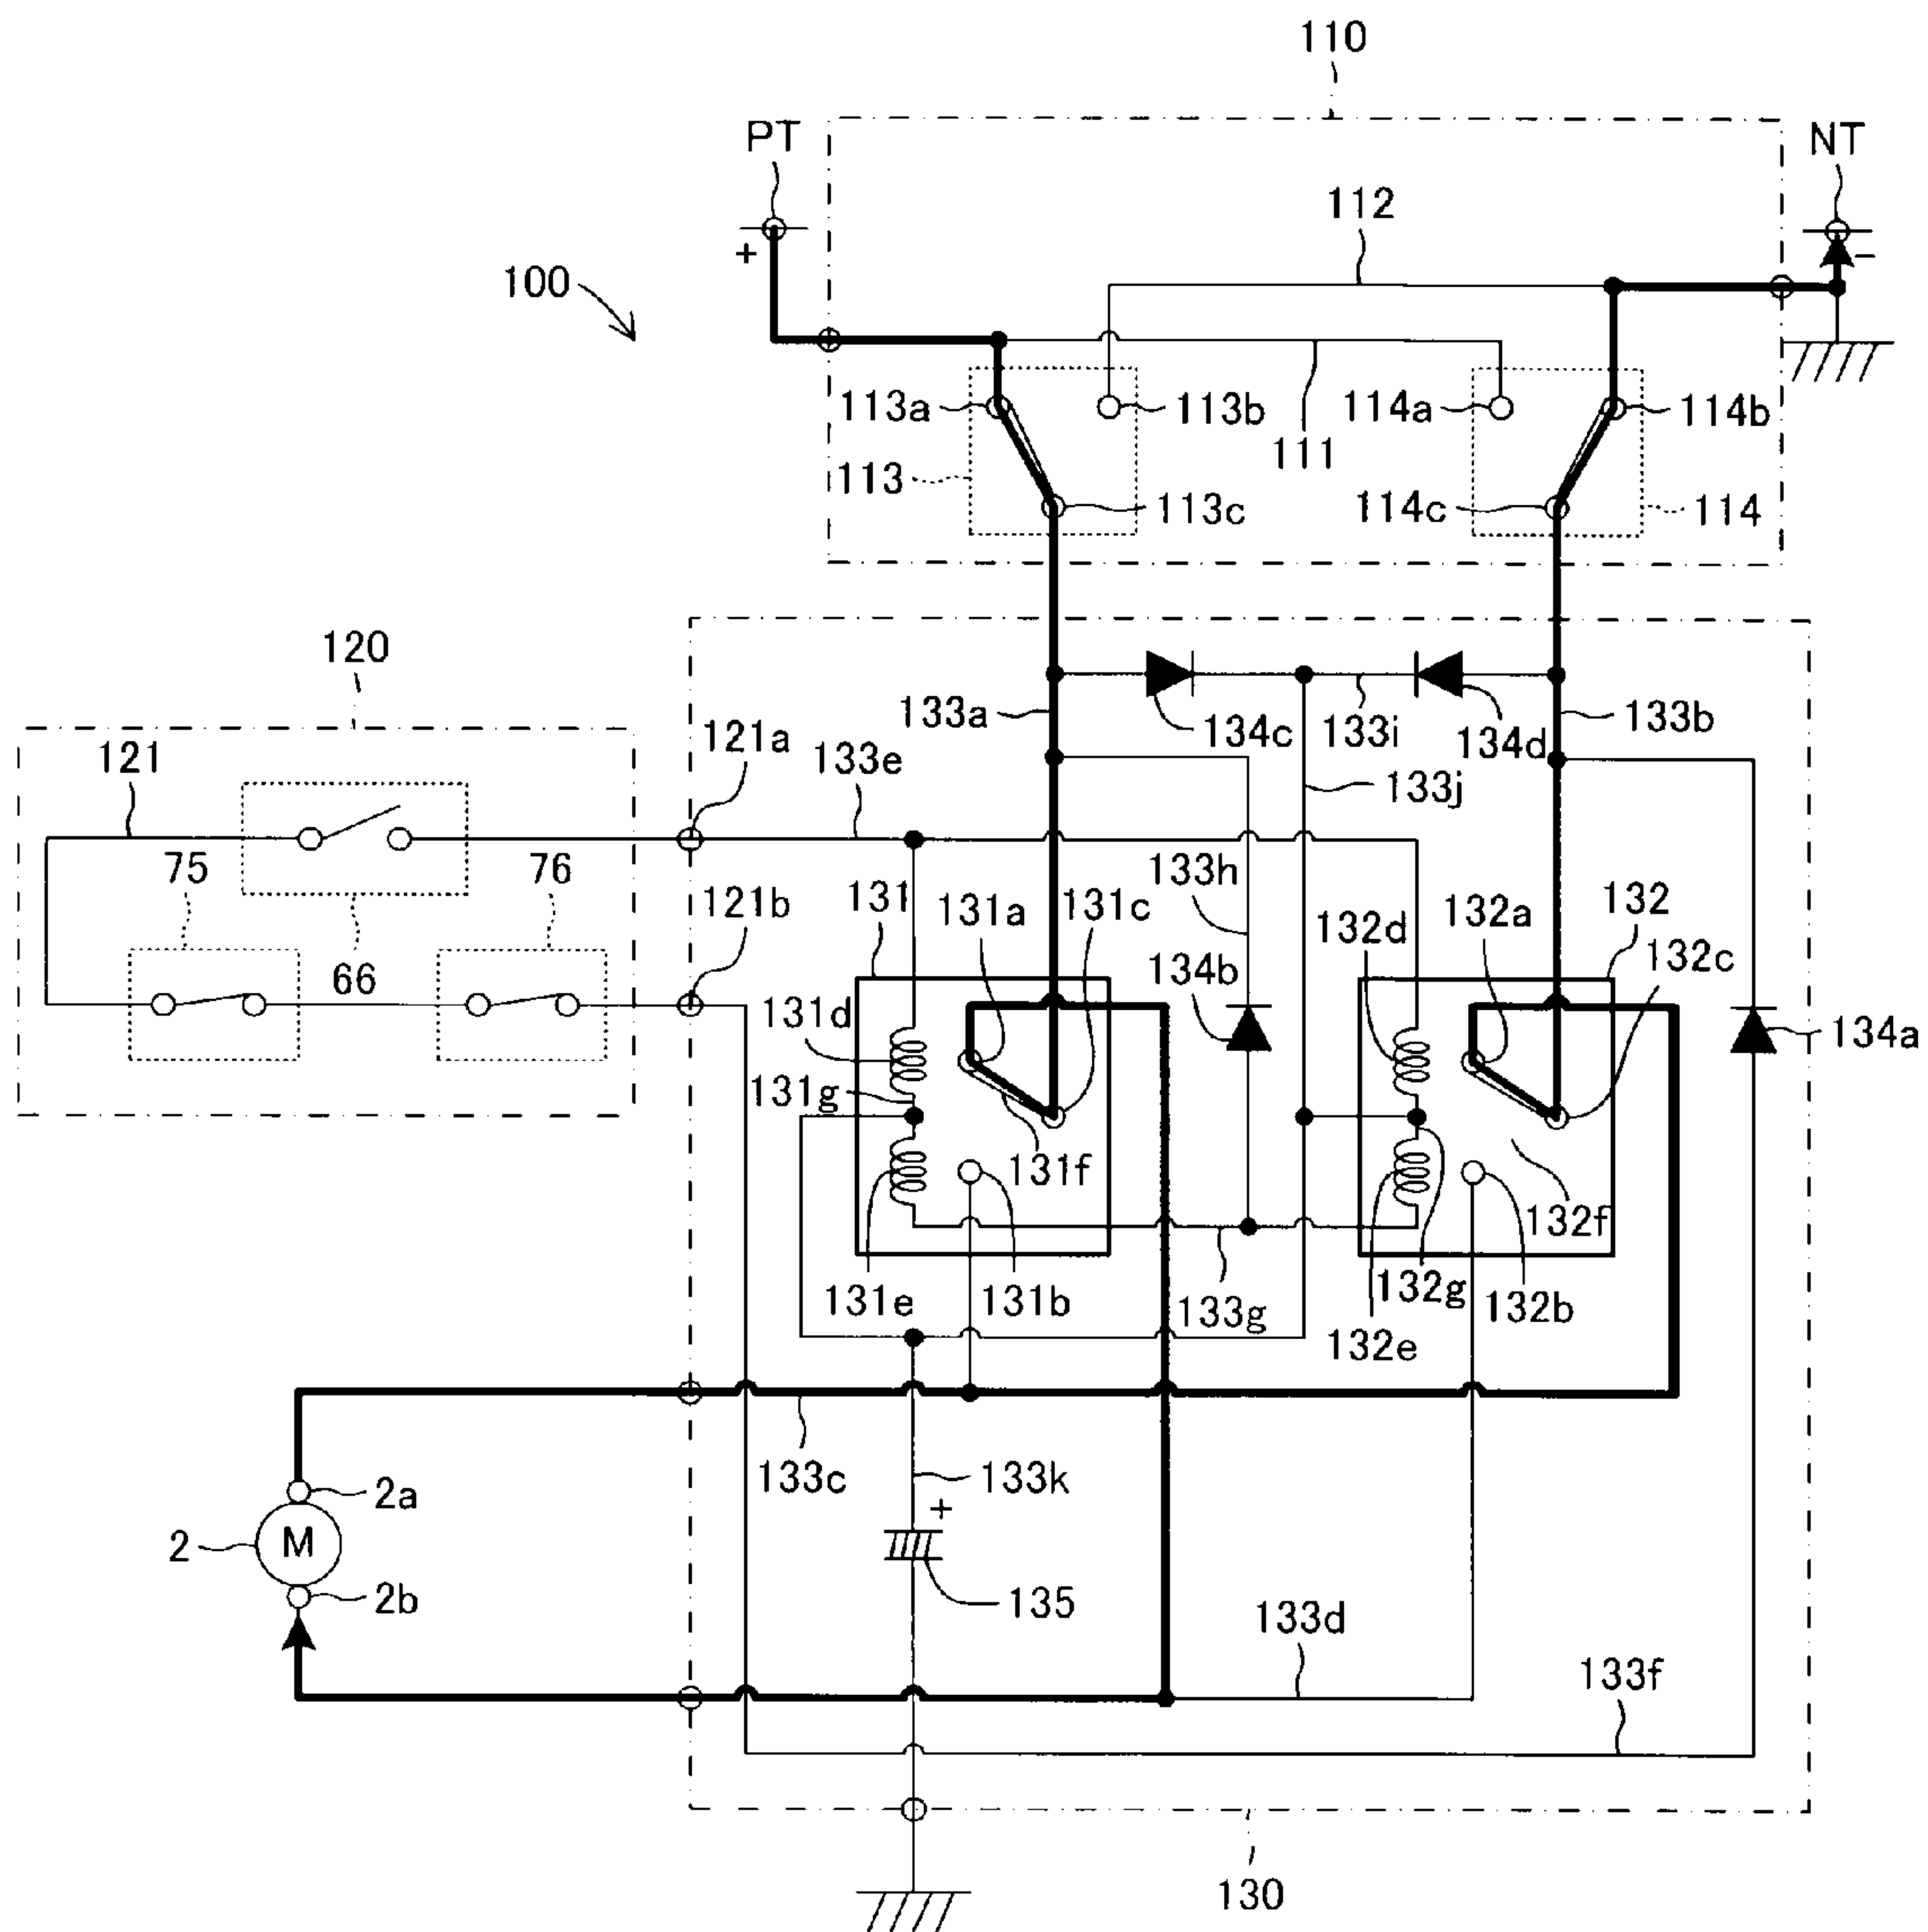 110
PT
NT
+
-
112
100
113a
113b
114a
114b
111
113
113c
114c
114
120
121
121a
133e
133a
134c
133i
134d
133b
133j
75
76
66
121b
131
131a
131c
133h
134b
132d
132a
132
132c
131d
131g
134a
131f
132f
131e
131b
133g
132g
132b
132e
133c
133k
+
2a
2
M
2b
135
133d
133f
130